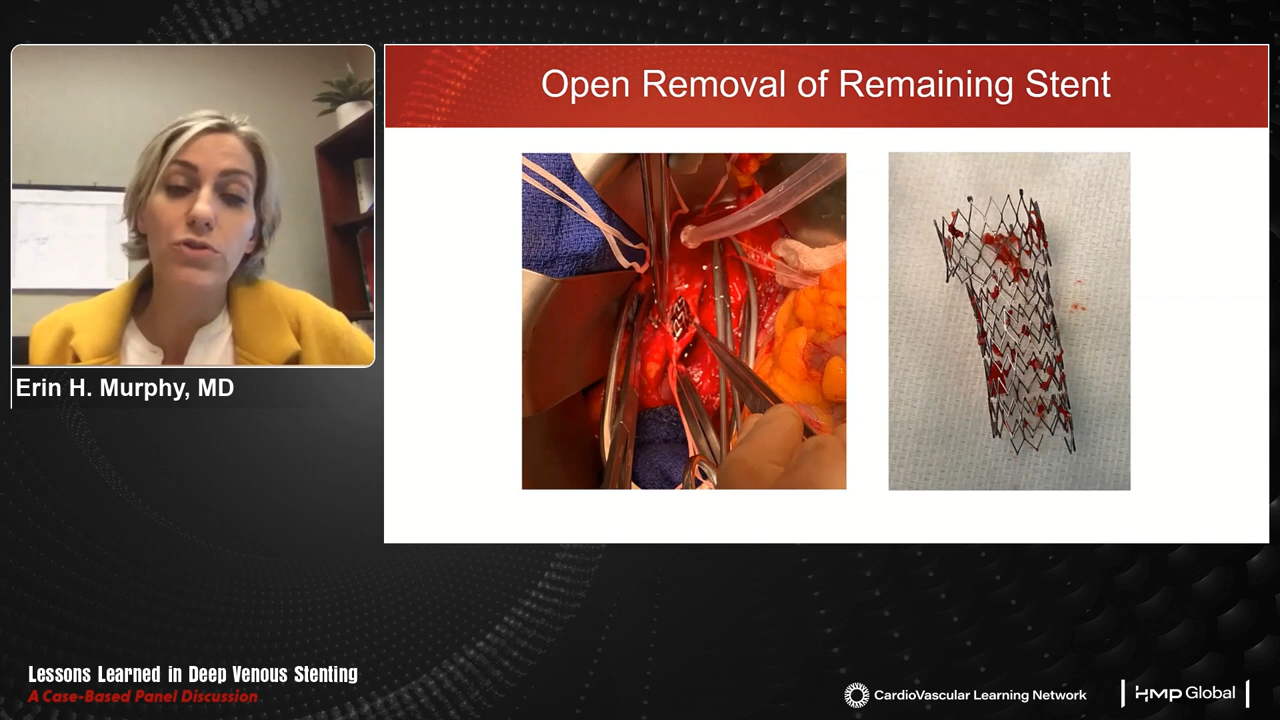 Open Removal of Remaining Stent
Erin H. Murphy, MD
Lessons Learned in Deep Venous Stenting
A Case-Based Panel Discussion
CardioVascular Learning Network
HMP Global